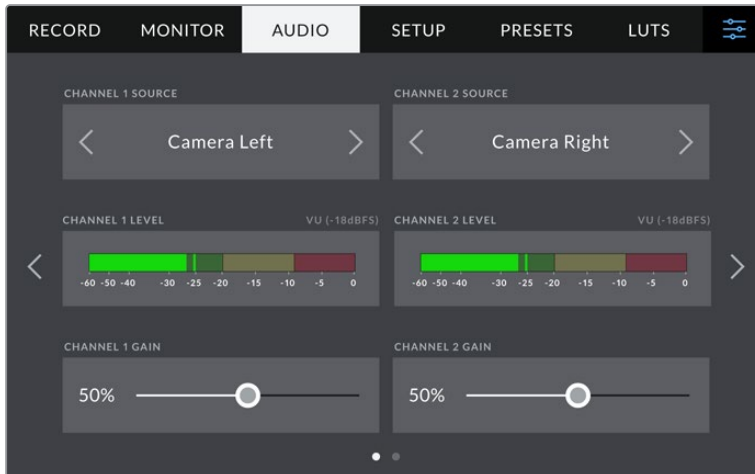 RECORD MONITOR AUDIO SETUP PRESETS LUTS
CHANNEL 1 SOURCE CHANNEL 2 SOURCE
Camera Left Camera Right
CHANNEL 1 LEVEL VU (-18dBFS) CHANNEL 2 LEVEL VU (-18dBFS)
-60 -50 -40 -30 -25 -20 -15 -10 -5 0 -60 -50 -40 -30 -25 -20 -15 -10 -5 0
CHANNEL 1 GAIN CHANNEL 2 GAIN
50% 50%